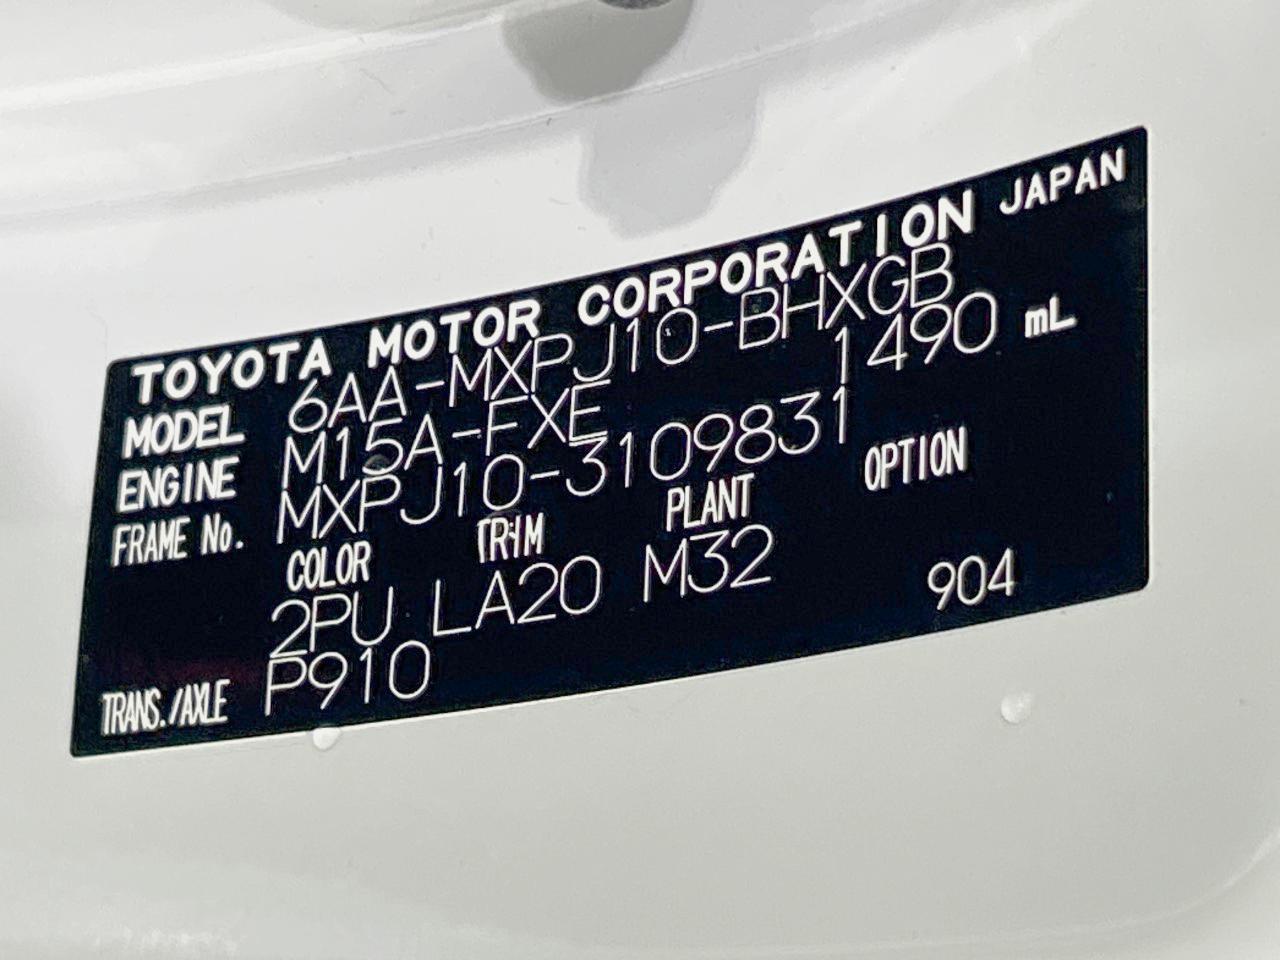 TOYOTA MOTOR CORPORATION JAPAN
MODEL 6AA-MXPJ10-BHXGB
ENGINE M15A-FXE 1490 mL
FRAME No. MXPJ10-3109831
COLOR TRIM PLANT OPTION
2PU LA20 M32
904
TRANS./AXLE P910